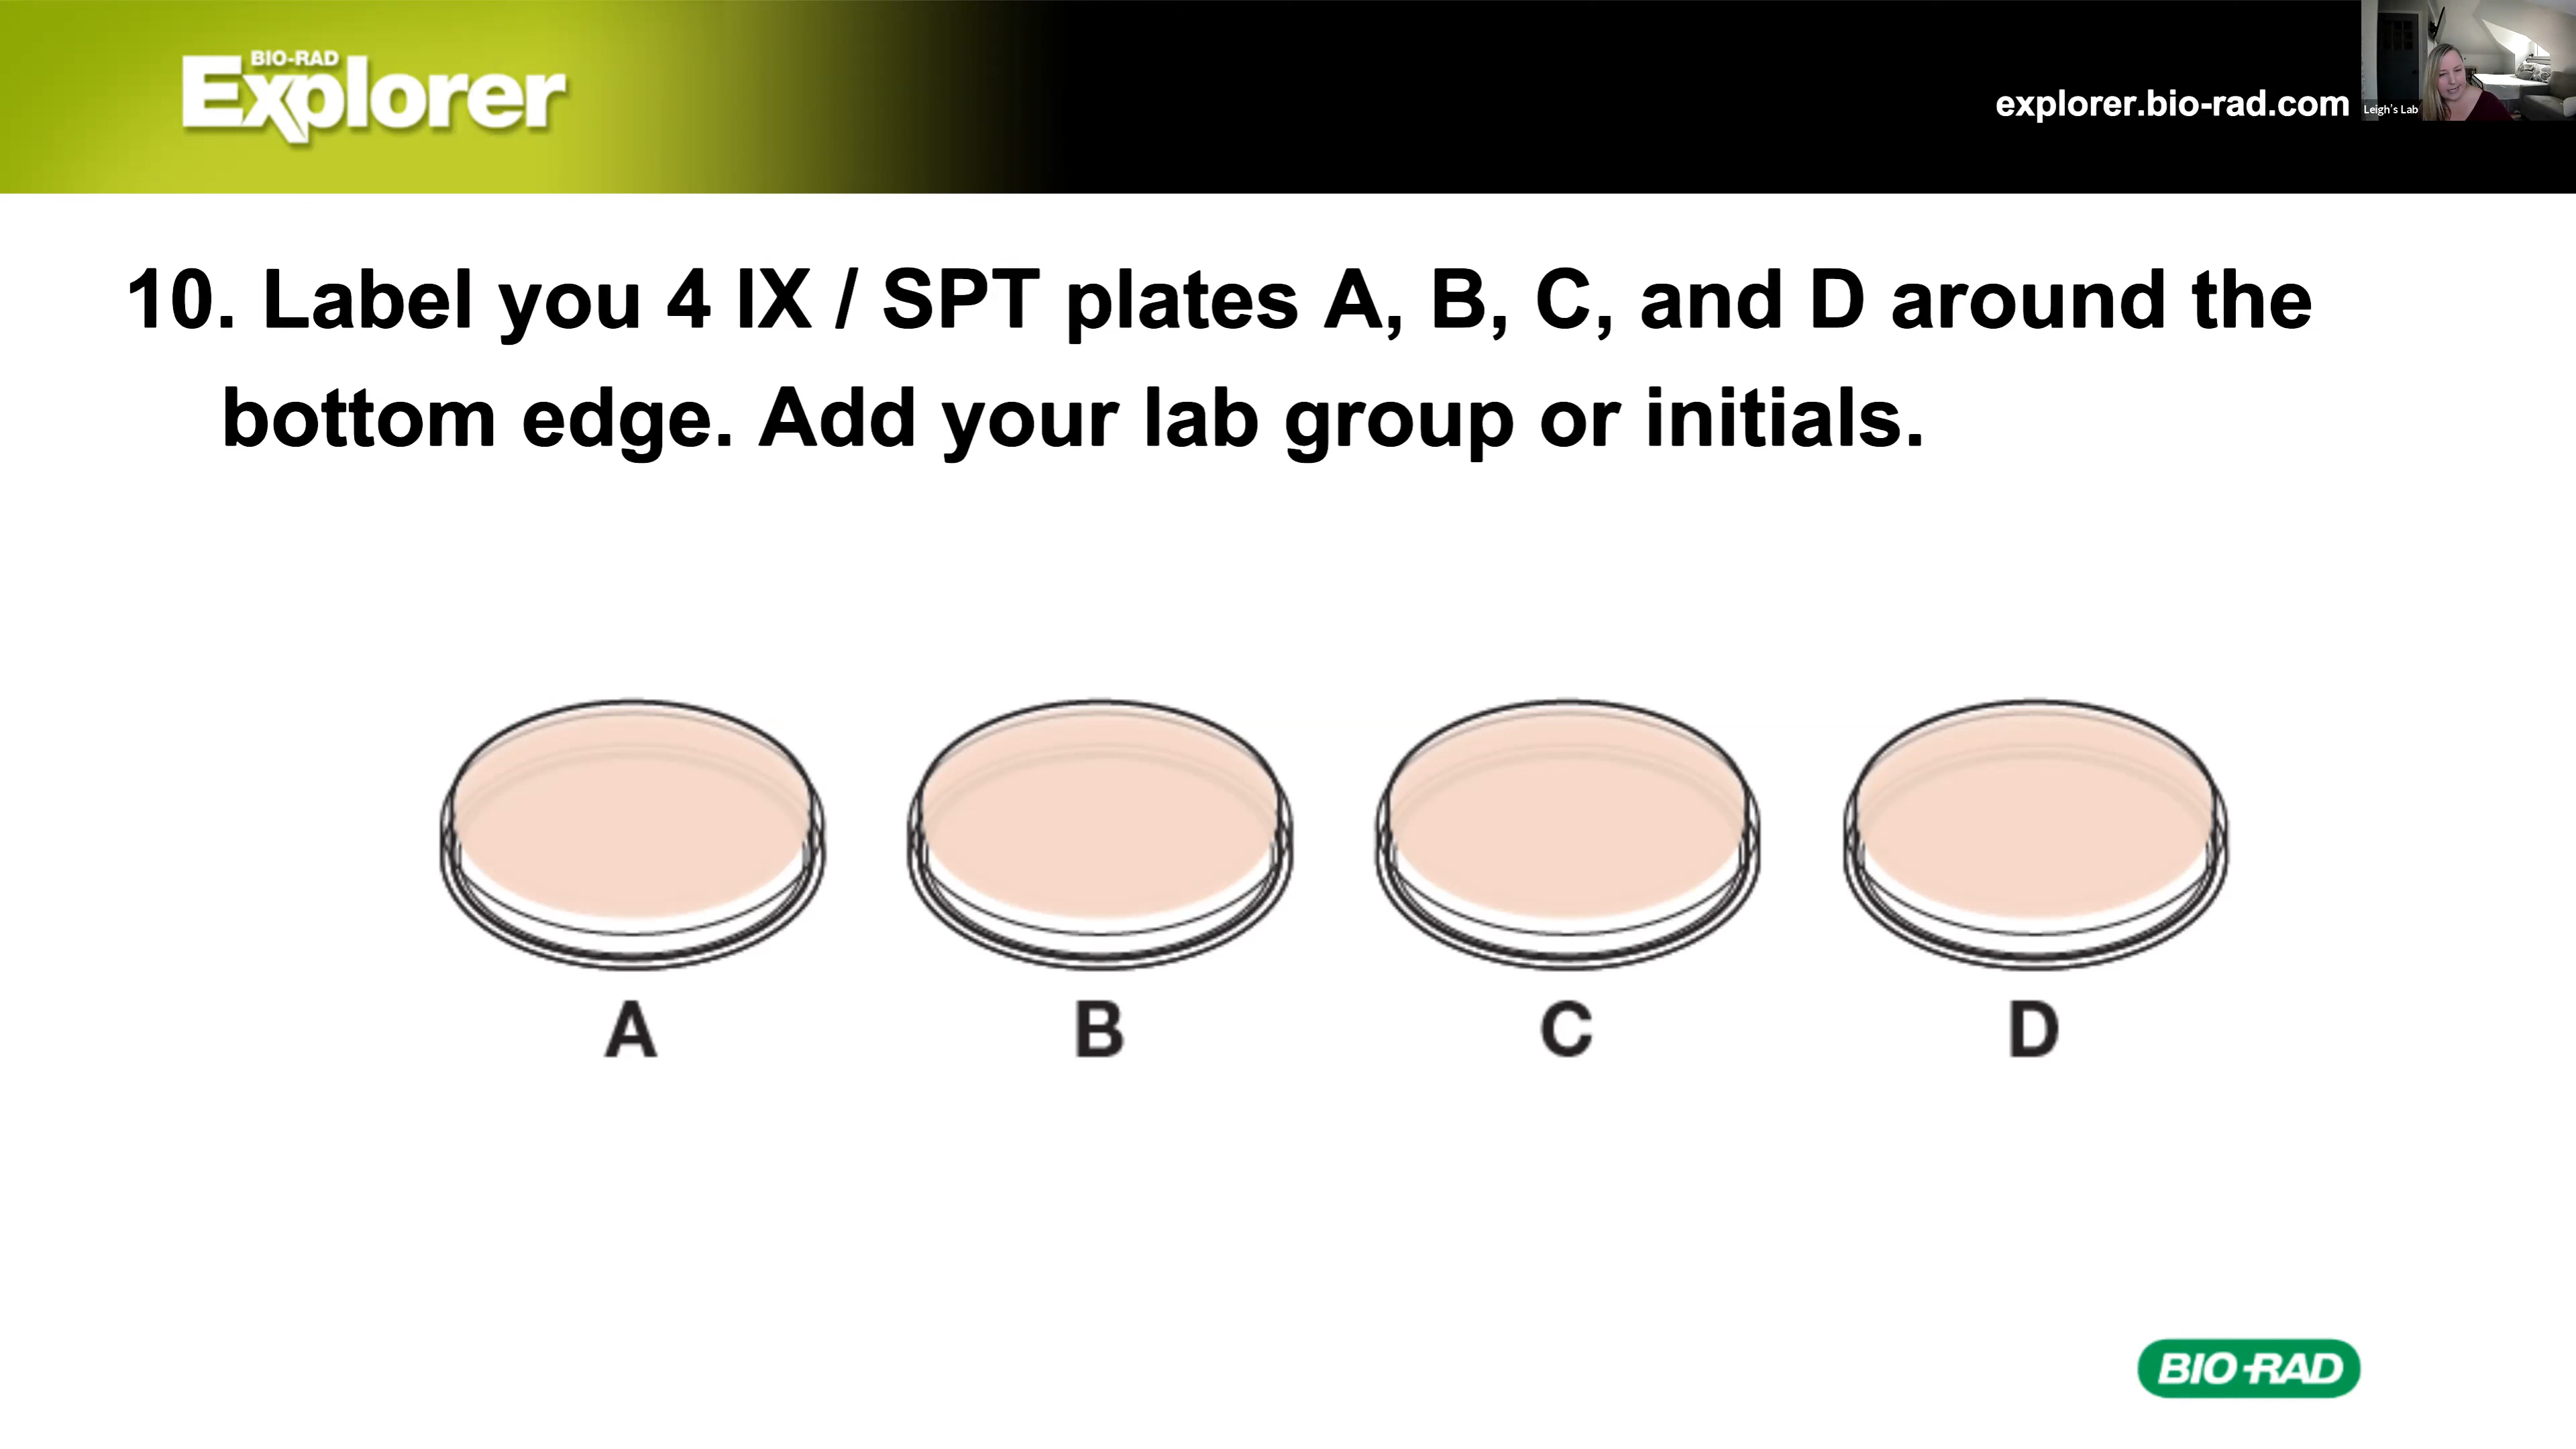 BIO-RAD
Explorer
explorer.bio-rad.com
Leigh's Lab
10. Label you 4 IX / SPT plates A, B, C, and D around the
bottom edge. Add your lab group or initials.
A B C D
BIO-RAD